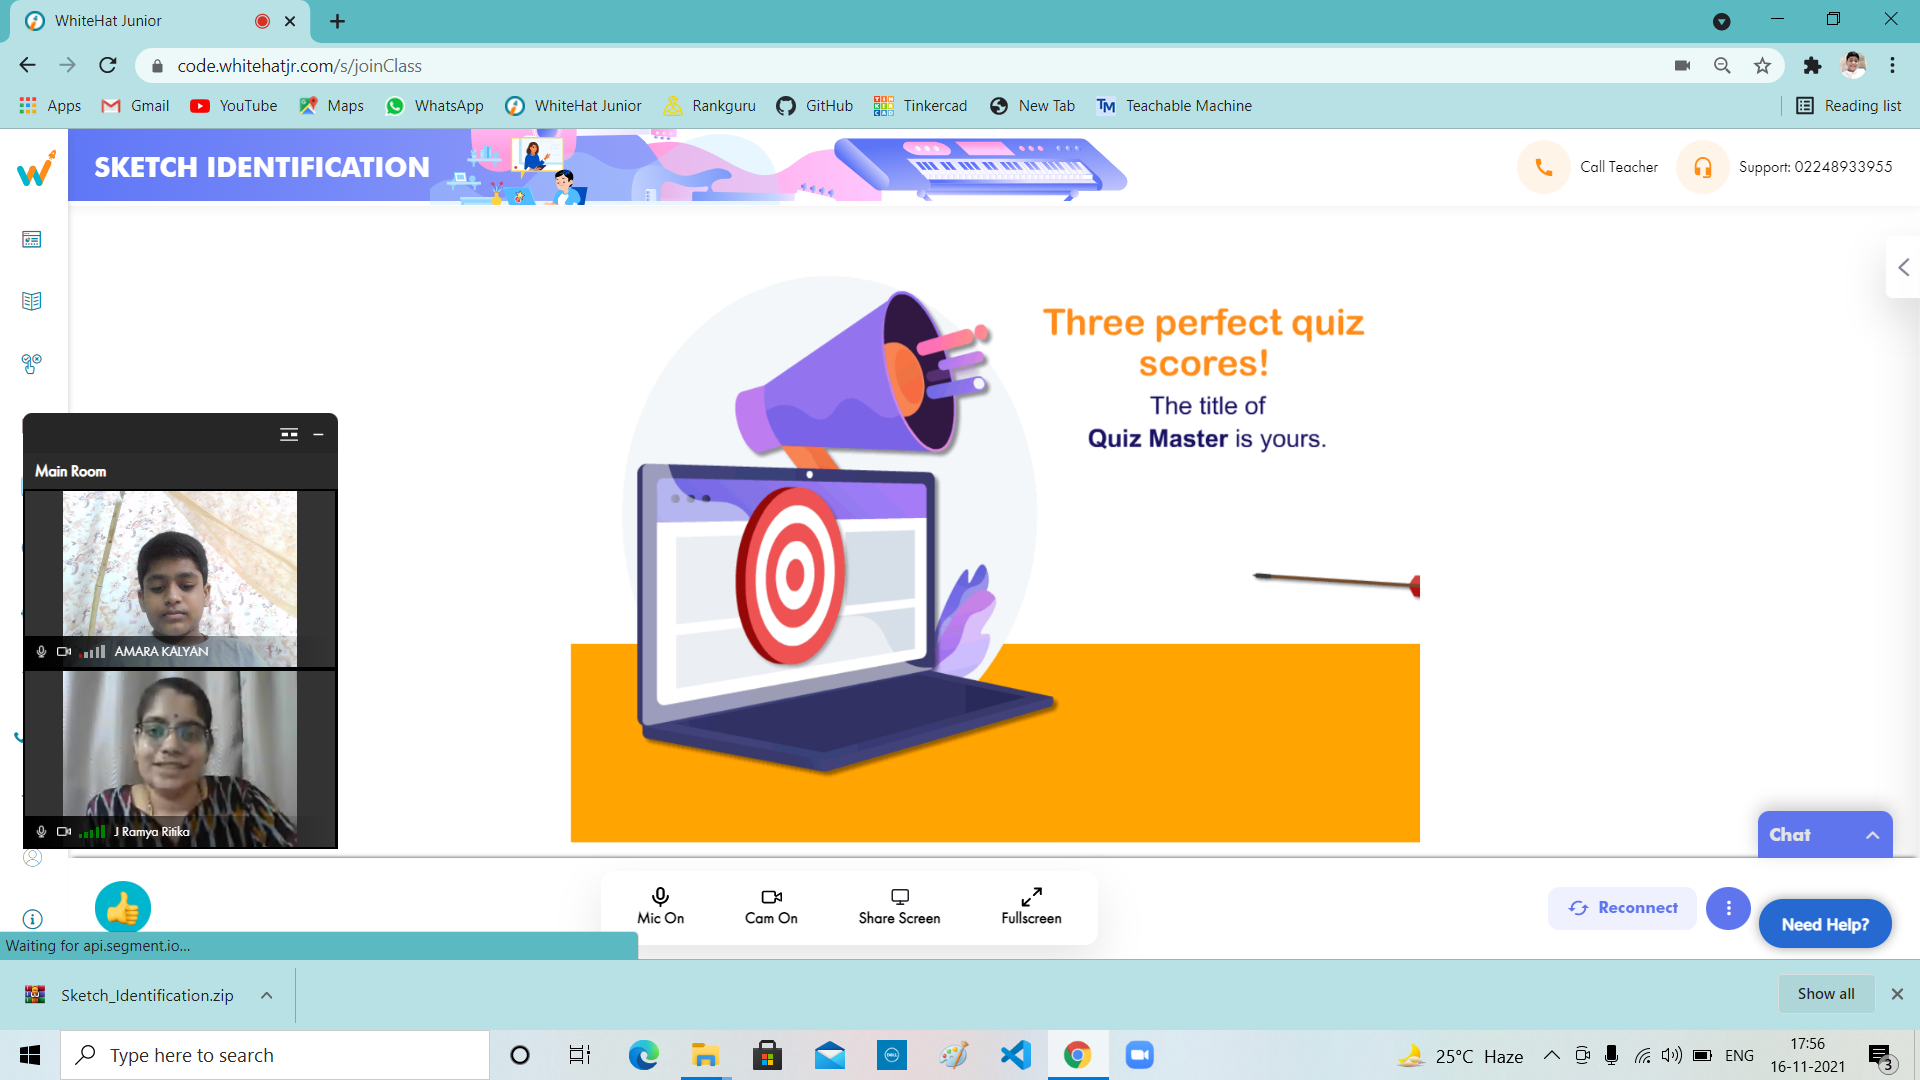 WhiteHat Junior
code.whitehatjr.com/s/joinClass
Apps
Gmail
YouTube
Maps
WhatsApp
WhiteHat Junior
Rankguru
GitHub
Tinkercad
New Tab
Teachable Machine
Reading list
SKETCH IDENTIFICATION
Call Teacher
Support: 02248933955
Three perfect quiz
scores!
The title of
Quiz Master is yours.
Main Room
AMARA KALYAN
J Ramya Ritika
Chat
Mic On
Cam On
Share Screen
Fullscreen
Reconnect
Need Help?
Waiting for api.segment.io...
Sketch_Identification.zip
Show all
Type here to search
25°C Haze
ENG
17:56
16-11-2021
3